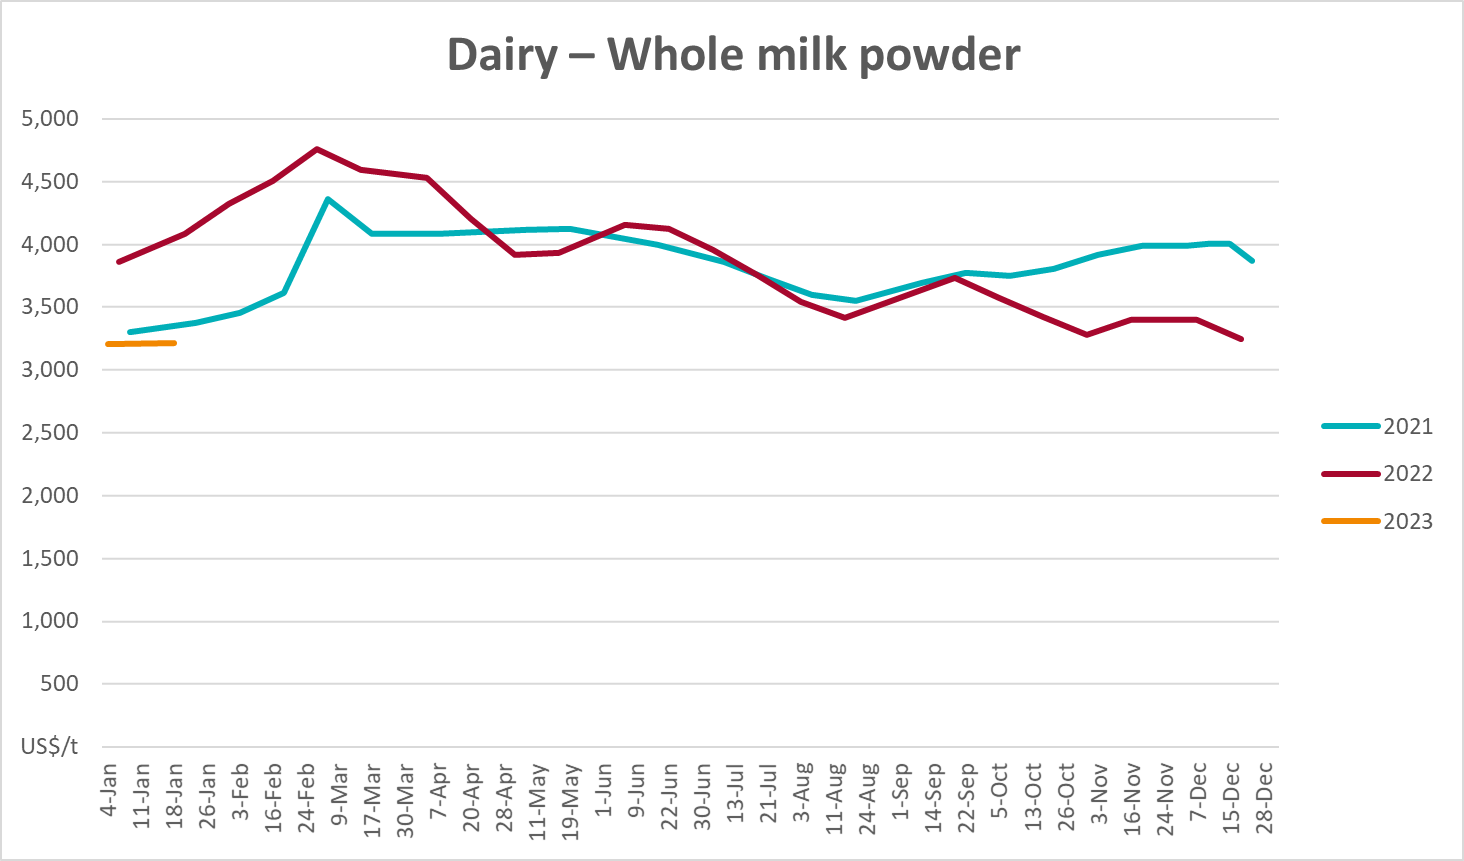 Dairy – Whole milk powder
5,000
4,500
4,000
3,500
3,000
2,500
2,000
1,500
1,000
500
US$/t
4-Jan
11-Jan
18-Jan
26-Jan
3-Feb
16-Feb
24-Feb
9-Mar
17-Mar
30-Mar
7-Apr
20-Apr
28-Apr
11-May
19-May
1-Jun
9-Jun
22-Jun
30-Jun
13-Jul
21-Jul
3-Aug
11-Aug
24-Aug
1-Sep
14-Sep
22-Sep
5-Oct
13-Oct
26-Oct
3-Nov
16-Nov
24-Nov
7-Dec
15-Dec
28-Dec
2021
2022
2023